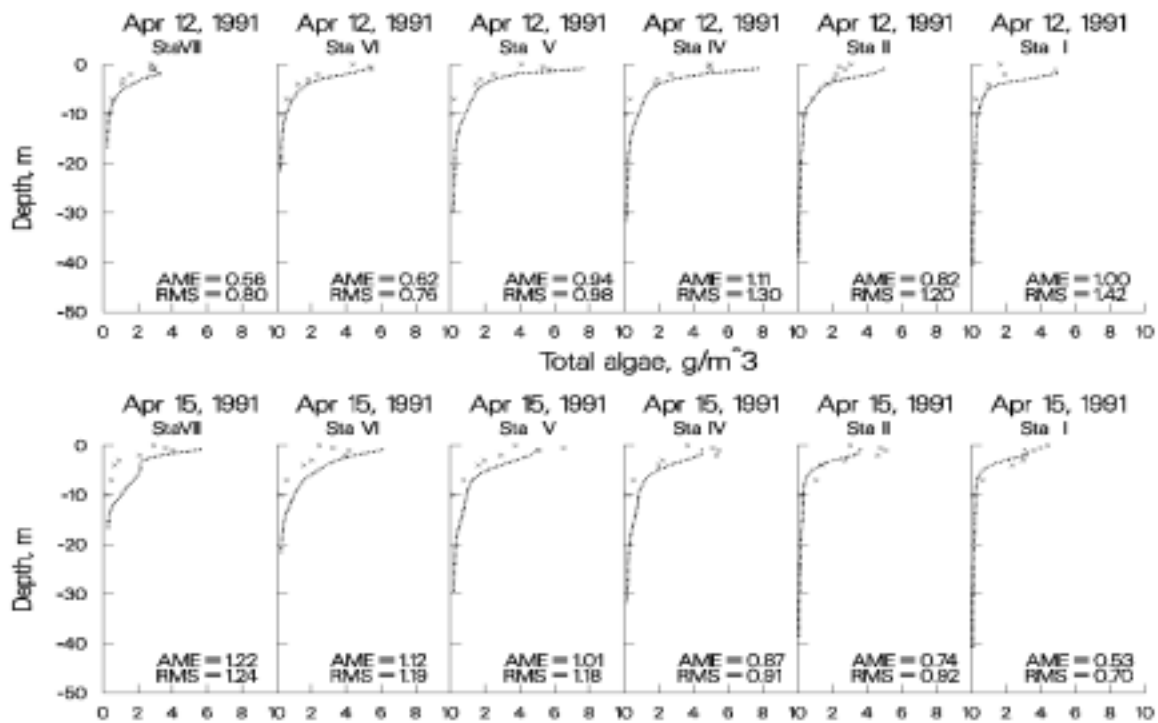 Apr 12, 1991 Apr 12, 1991 Apr 12, 1991 Apr 12, 1991 Apr 12, 1991 Apr 12, 1991
Sta VIII Sta VI Sta V Sta IV Sta II Sta I
0
-10
Depth, m
-20
-30
-40
AME = 0.56 AME = 0.62 AME = 0.94 AME = 1.11 AME = 0.82 AME = 1.00
RMS = 0.80 RMS = 0.76 RMS = 0.98 RMS = 1.30 RMS = 1.20 RMS = 1.42
-50
0 2 4 6 8 10 2 4 6 8 10 2 4 6 8 10 2 4 6 8 10 2 4 6 8 10 2 4 6 8 10
Total algae, g/m^3
Apr 15, 1991 Apr 15, 1991 Apr 15, 1991 Apr 15, 1991 Apr 15, 1991 Apr 15, 1991
Sta VIII Sta VI Sta V Sta IV Sta II Sta I
0
-10
Depth, m
-20
-30
-40
AME = 1.22 AME = 1.12 AME = 1.01 AME = 0.87 AME = 0.74 AME = 0.53
RMS = 1.24 RMS = 1.19 RMS = 1.18 RMS = 0.91 RMS = 0.92 RMS = 0.70
-50
0 2 4 6 8 10 2 4 6 8 10 2 4 6 8 10 2 4 6 8 10 2 4 6 8 10 2 4 6 8 10